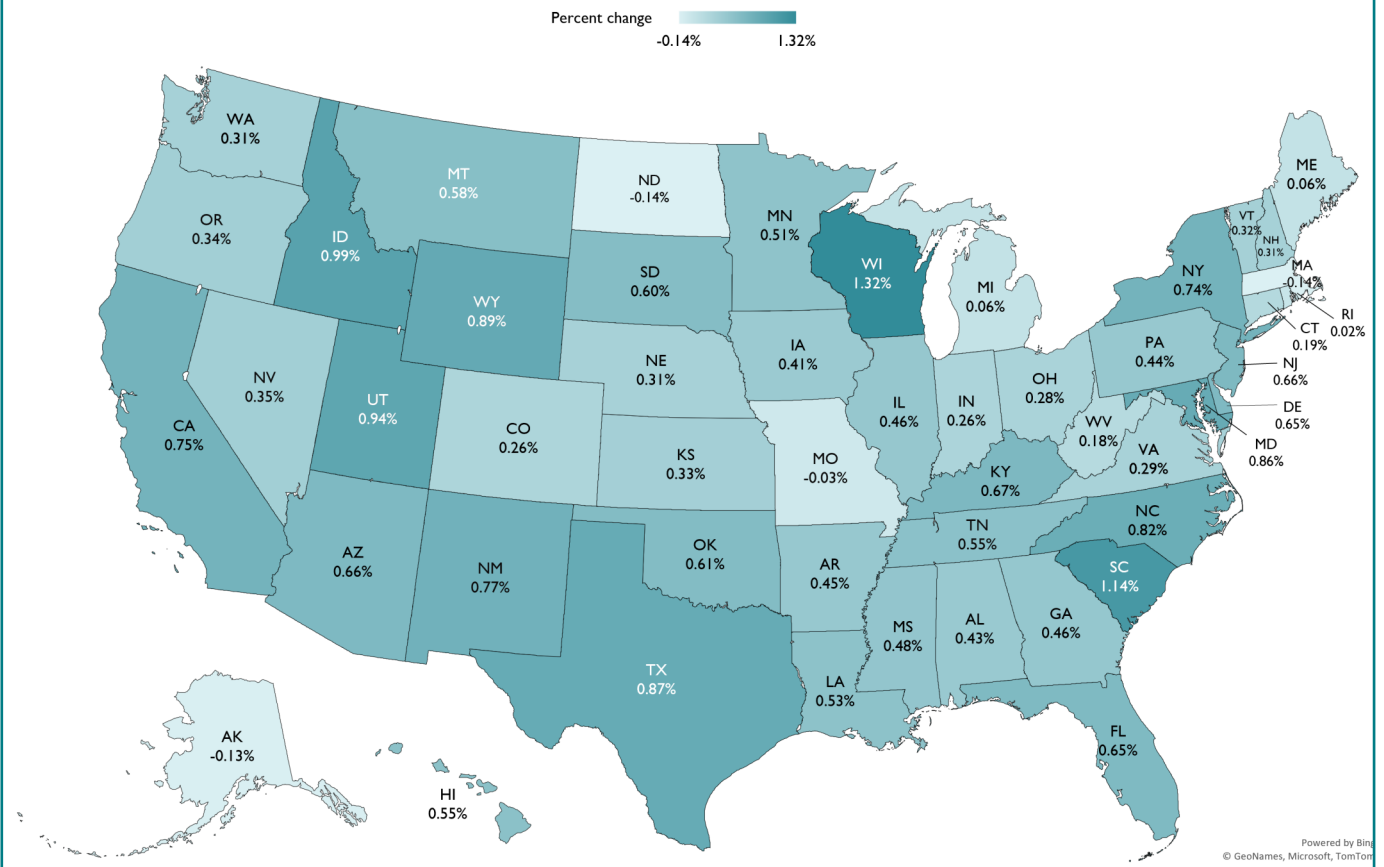 Percent change
-0.14% 1.32%
WA
0.31%
OR
0.34%
CA
0.75%
NV
0.35%
ID
0.99%
MT
0.58%
WY
0.89%
UT
0.94%
AZ
0.66%
CO
0.26%
NM
0.77%
ND
-0.14%
SD
0.60%
NE
0.31%
KS
0.33%
OK
0.61%
TX
0.87%
MN
0.51%
IA
0.41%
MO
-0.03%
AR
0.45%
LA
0.53%
WI
1.32%
IL
0.46%
MI
0.06%
IN
0.26%
OH
0.28%
KY
0.67%
TN
0.55%
MS
0.48%
AL
0.43%
GA
0.46%
FL
0.65%
SC
1.14%
NC
0.82%
VA
0.29%
WV
0.18%
PA
0.44%
NY
0.74%
VT
0.32%
NH
0.31%
ME
0.06%
MA
-0.14%
RI
0.02%
CT
0.19%
NJ
0.66%
DE
0.65%
MD
0.86%
AK
-0.13%
HI
0.55%
Powered by Bing
© GeoNames, Microsoft, TomTom